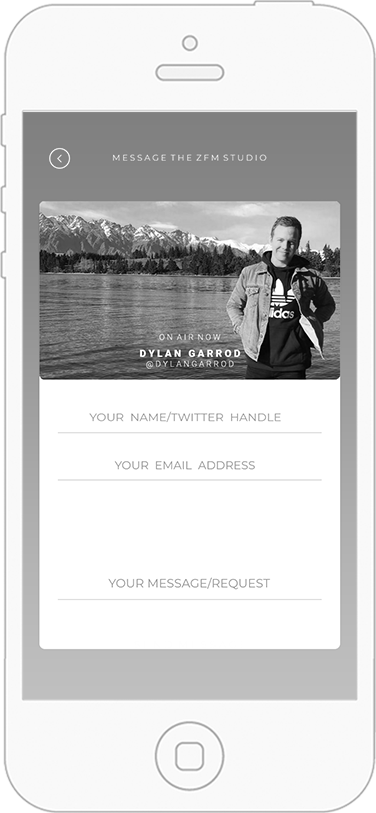 MESSAGE THE ZFM STUDIO
adidas
ON AIR NOW
DYLAN GARROD
@DYLANGARROD
YOUR NAME/TWITTER HANDLE
YOUR EMAIL ADDRESS
YOUR MESSAGE/REQUEST